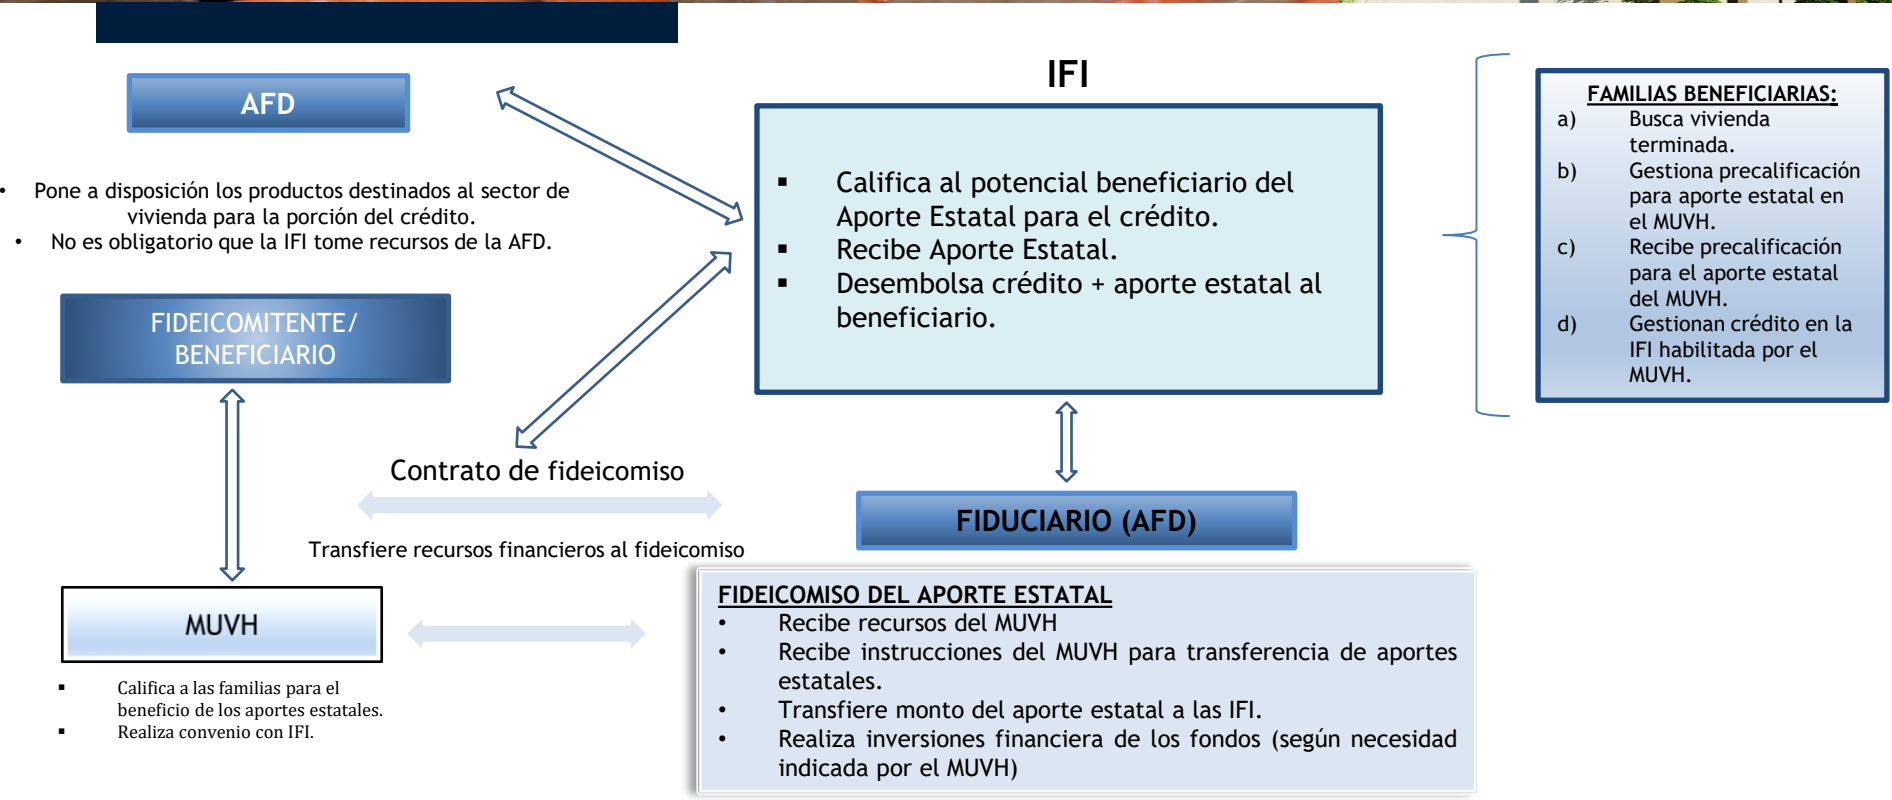 AFD
• Pone a disposición los productos destinados al sector de
vivienda para la porción del crédito.
• No es obligatorio que la IFI tome recursos de la AFD.
FIDEICOMITENTE/
BENEFICIARIO
Contrato de fideicomiso
Transfiere recursos financieros al fideicomiso
MUVH
▪ Califica a las familias para el
beneficio de los aportes estatales.
▪ Realiza convenio con IFI.
IFI
▪ Califica al potencial beneficiario del
Aporte Estatal para el crédito.
▪ Recibe Aporte Estatal.
▪ Desembolsa crédito + aporte estatal al
beneficiario.
FIDUCIARIO (AFD)
FIDEICOMISO DEL APORTE ESTATAL
• Recibe recursos del MUVH
• Recibe instrucciones del MUVH para transferencia de aportes
estatales.
• Transfiere monto del aporte estatal a las IFI.
• Realiza inversiones financiera de los fondos (según necesidad
indicada por el MUVH)
FAMILIAS BENEFICIARIAS:
a) Busca vivienda
terminada.
b) Gestiona precalificación
para aporte estatal en
el MUVH.
c) Recibe precalificación
para el aporte estatal
del MUVH.
d) Gestionan crédito en la
IFI habilitada por el
MUVH.